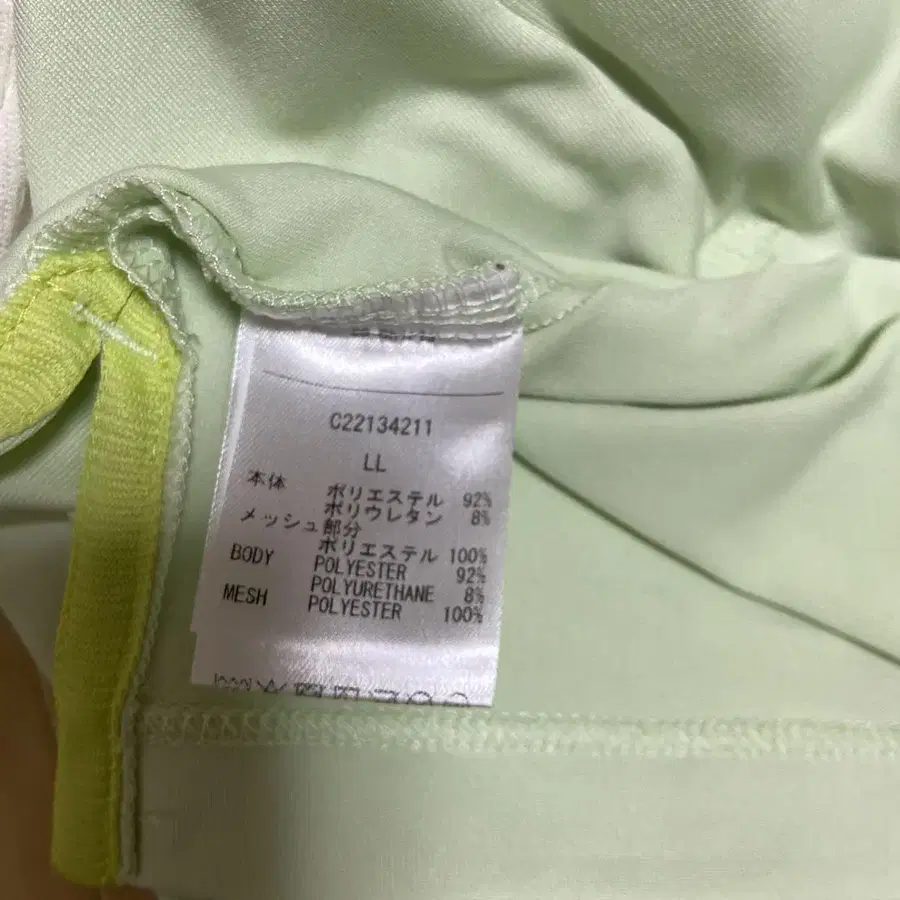 C22134211
LL
本体 ポリエステル 92%
ポリウレタン 8%
メッシュ部分
ポリエステル 100%
BODY POLYESTER 92%
POLYURETHANE 8%
MESH POLYESTER 100%